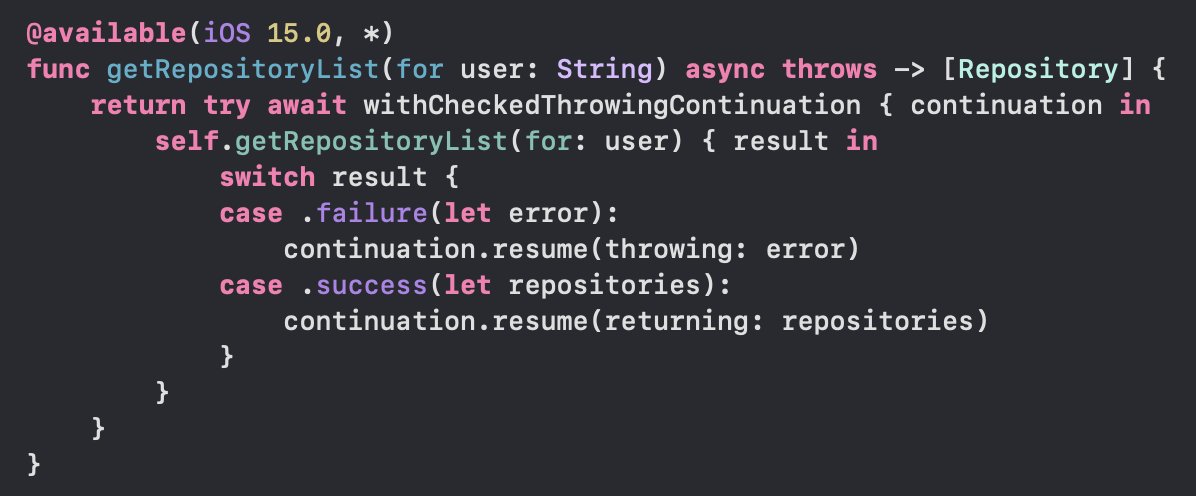 @available(iOS 15.0, *)
func getRepositoryList(for user: String) async throws -> [Repository] {
    return try await withCheckedThrowingContinuation { continuation in
        self.getRepositoryList(for: user) { result in
            switch result {
            case .failure(let error):
                continuation.resume(throwing: error)
            case .success(let repositories):
                continuation.resume(returning: repositories)
            }
        }
    }
}